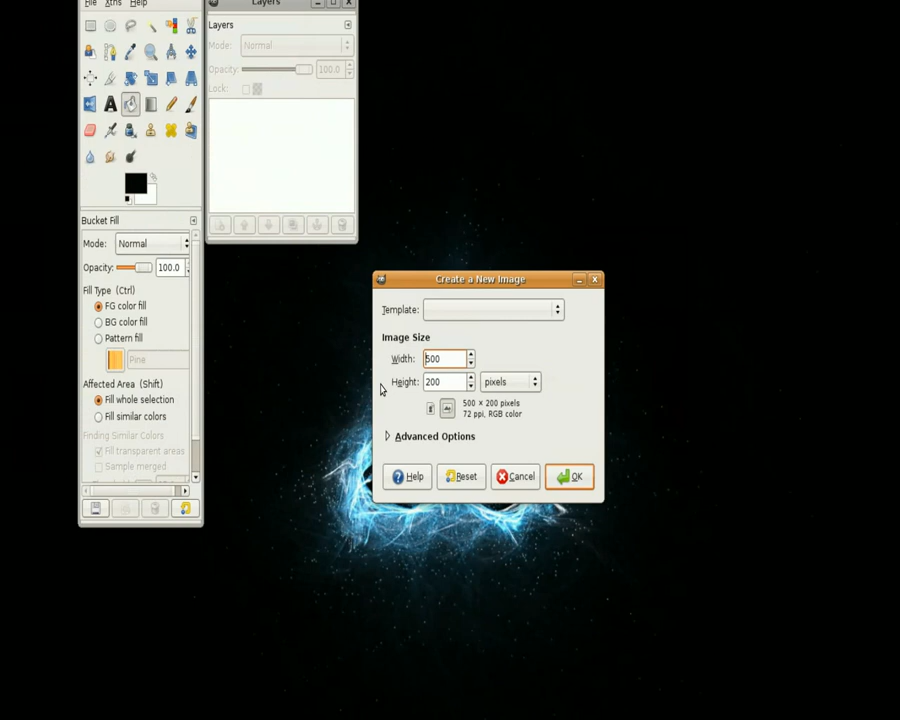 File Xtns Help
Layers
Layers
Mode: Normal
Opacity: 100.0
Lock:
Bucket Fill
Mode: Normal
Opacity: 100.0
Fill Type (Ctrl)
FG color fill
BG color fill
Pattern fill
Pine
Affected Area (Shift)
Fill whole selection
Fill similar colors
Finding Similar Colors
Fill transparent areas
Sample merged
Create a New Image
Template:
Image Size
Width: 500
Height: 200 pixels
500 × 200 pixels
72 ppi, RGB color
Advanced Options
Help Reset Cancel OK